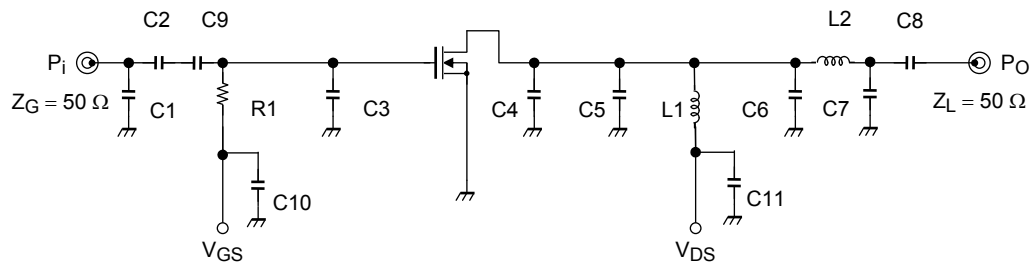 C2
C9
L2
C8
Pi
PO
ZG = 50 Ω
C1
R1
C3
C4
C5
L1
C6
C7
ZL = 50 Ω
C10
C11
VGS
VDS